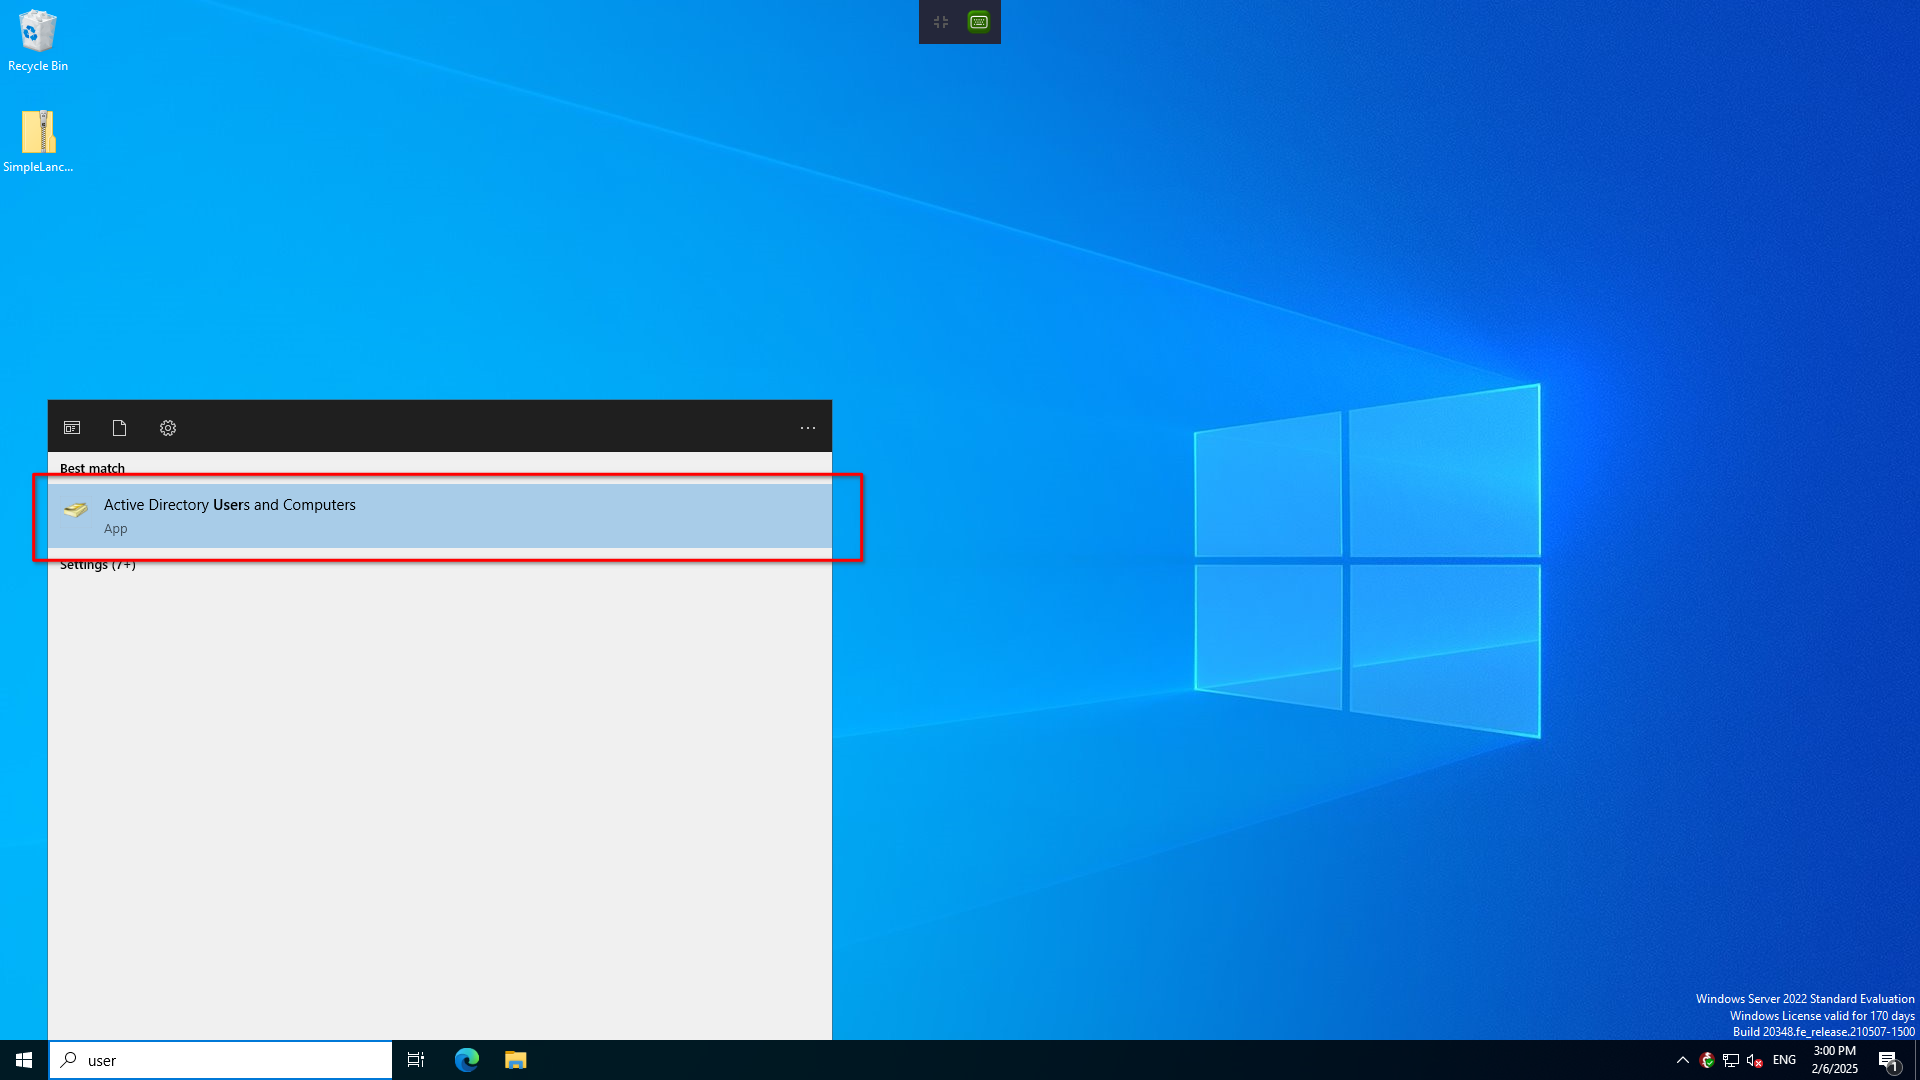 Recycle Bin
SimpleLanc...
Best match
Active Directory Users and Computers
App
Settings (7+)
Windows Server 2022 Standard Evaluation
Windows License valid for 170 days
Build 20348.fe_release.210507-1500
user
ENG
3:00 PM
2/6/2025
1